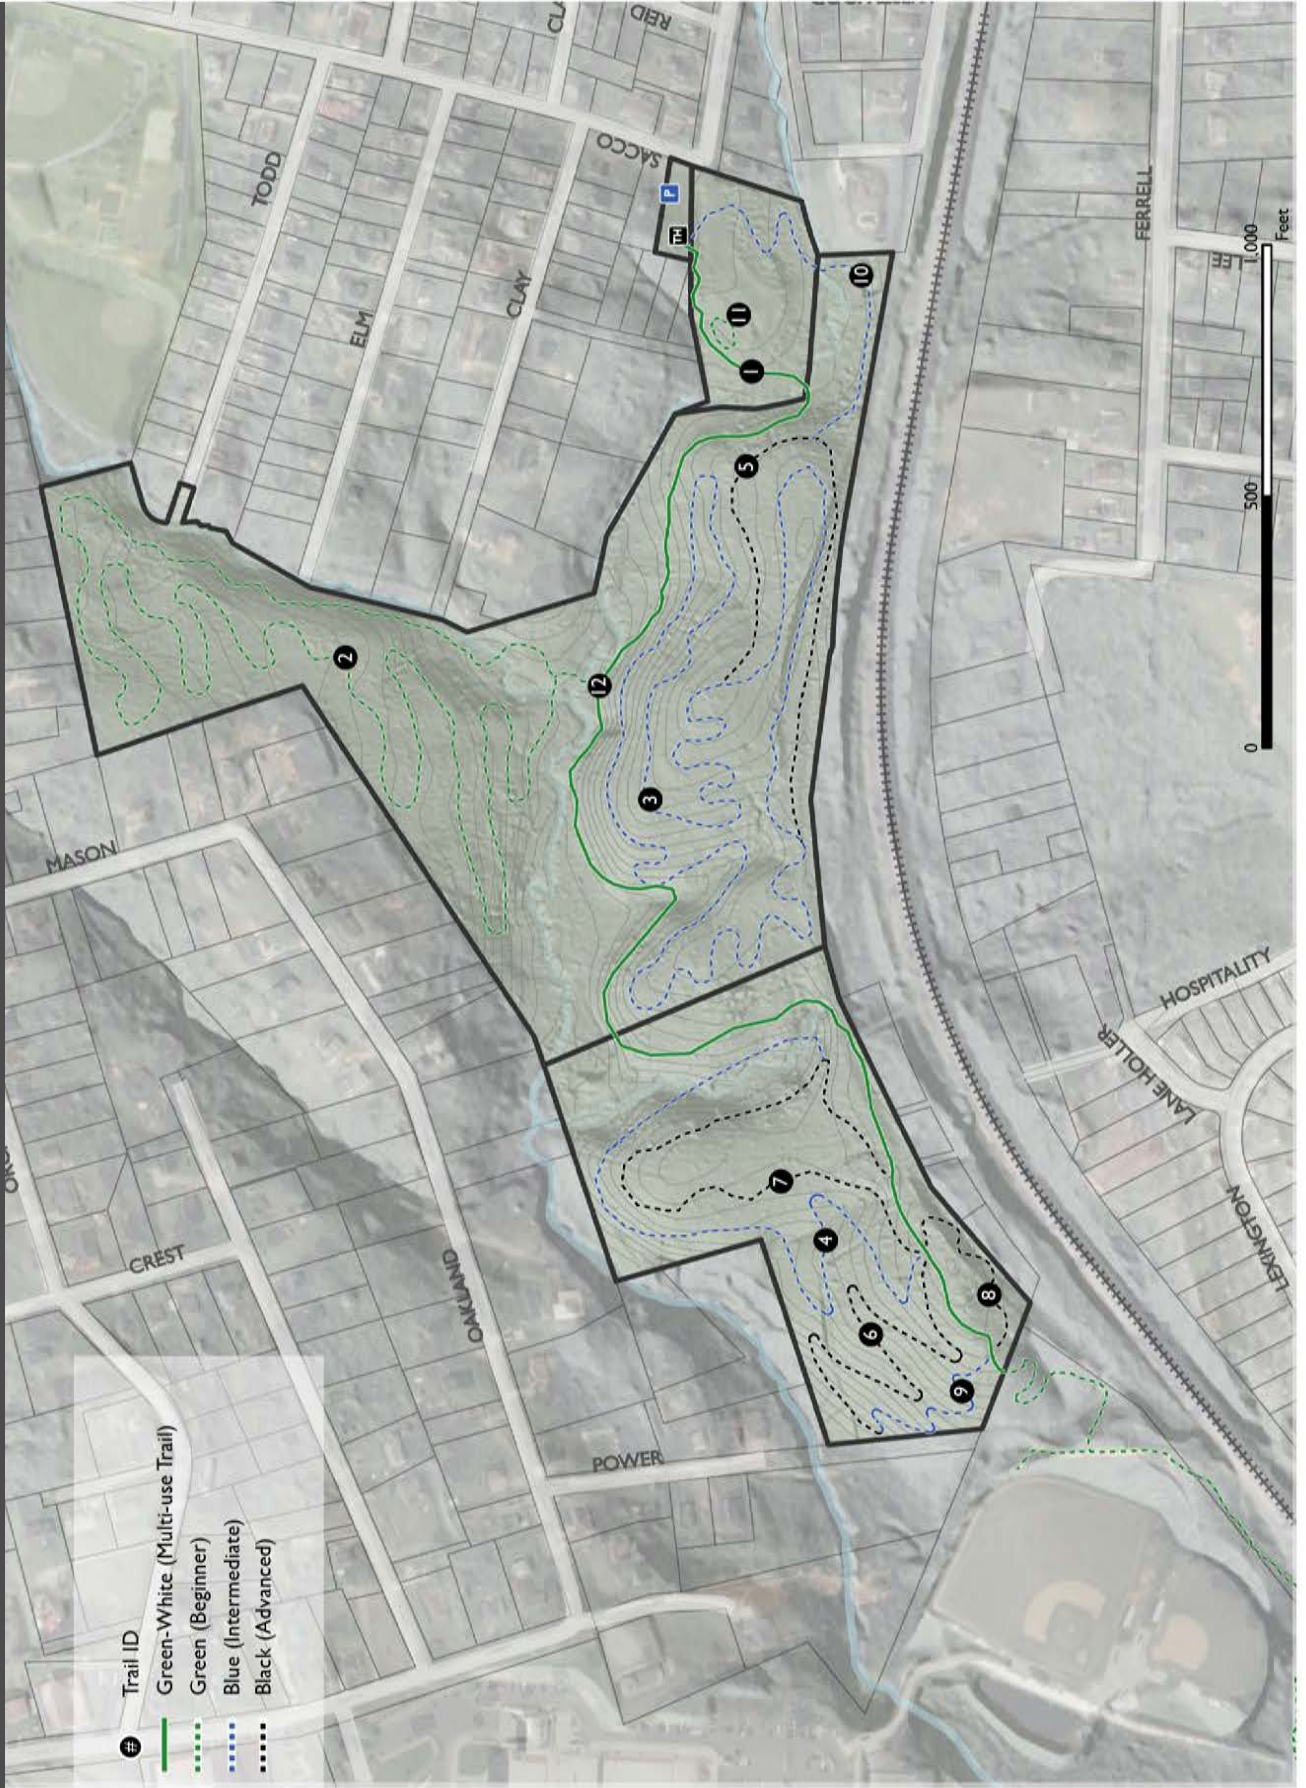 # Trail ID
Green-White (Multi-use Trail)
Green (Beginner)
Blue (Intermediate)
Black (Advanced)
POWER
OAKLAND
CREST
MASON
TODD
ELM
CLAY
CLA
REID
SACCO
P
TH
1
2
3
4
5
6
7
8
9
10
11
12
LEXINGTON
LANE HOLLER
HOSPITALITY
FERRELL
0
500
1,000
Feet